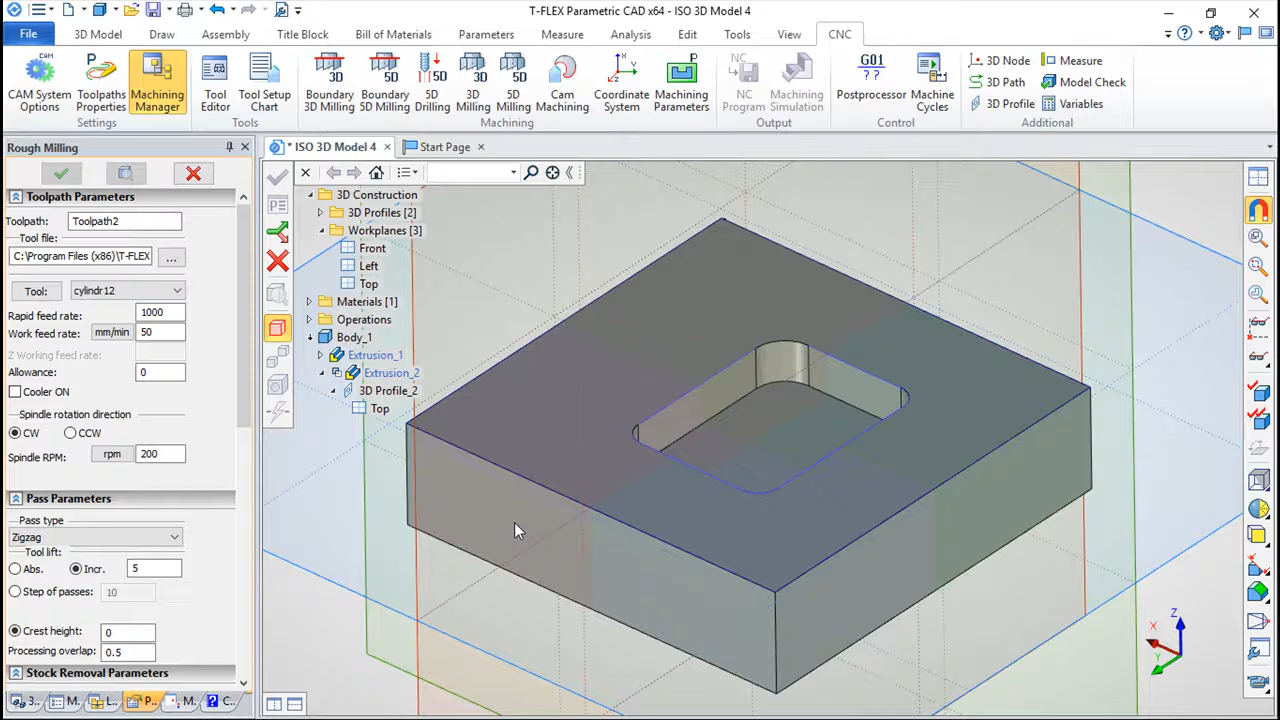 T-FLEX Parametric CAD x64 - ISO 3D Model 4
File 3D Model Draw Assembly Title Block Bill of Materials Parameters Measure Analysis Edit Tools View CNC
CAM System Options
Toolpaths Properties
Machining Manager
Settings
Tool Editor
Tool Setup Chart
Tools
Boundary 3D Milling
Boundary 5D Milling
5D Drilling
3D Milling
5D Milling
Cam Machining
Coordinate System
Machining Parameters
Machining
NC Program
Machining Simulation
Output
G01 ??
Postprocessor
Machine Cycles
Control
3D Node
3D Path
3D Profile
Measure
Model Check
Variables
Additional
Rough Milling
* ISO 3D Model 4
Start Page
Toolpath Parameters
Toolpath: Toolpath2
Tool file:
C:\Program Files (x86)\T-FLEX ...
Tool: cylindr12
Rapid feed rate: 1000
Work feed rate: mm/min 50
Z Working feed rate:
Allowance: 0
Cooler ON
Spindle rotation direction
CW CCW
Spindle RPM: rpm 200
Pass Parameters
Pass type
Zigzag
Tool lift:
Abs. Incr. 5
Step of passes: 10
Crest height: 0
Processing overlap: 0.5
Stock Removal Parameters
3.. M. L.. P.. M.. C..
3D Construction
3D Profiles [2]
Workplanes [3]
Front
Left
Top
Materials [1]
Operations
Body_1
Extrusion_1
Extrusion_2
3D Profile_2
Top
Z
X
Y